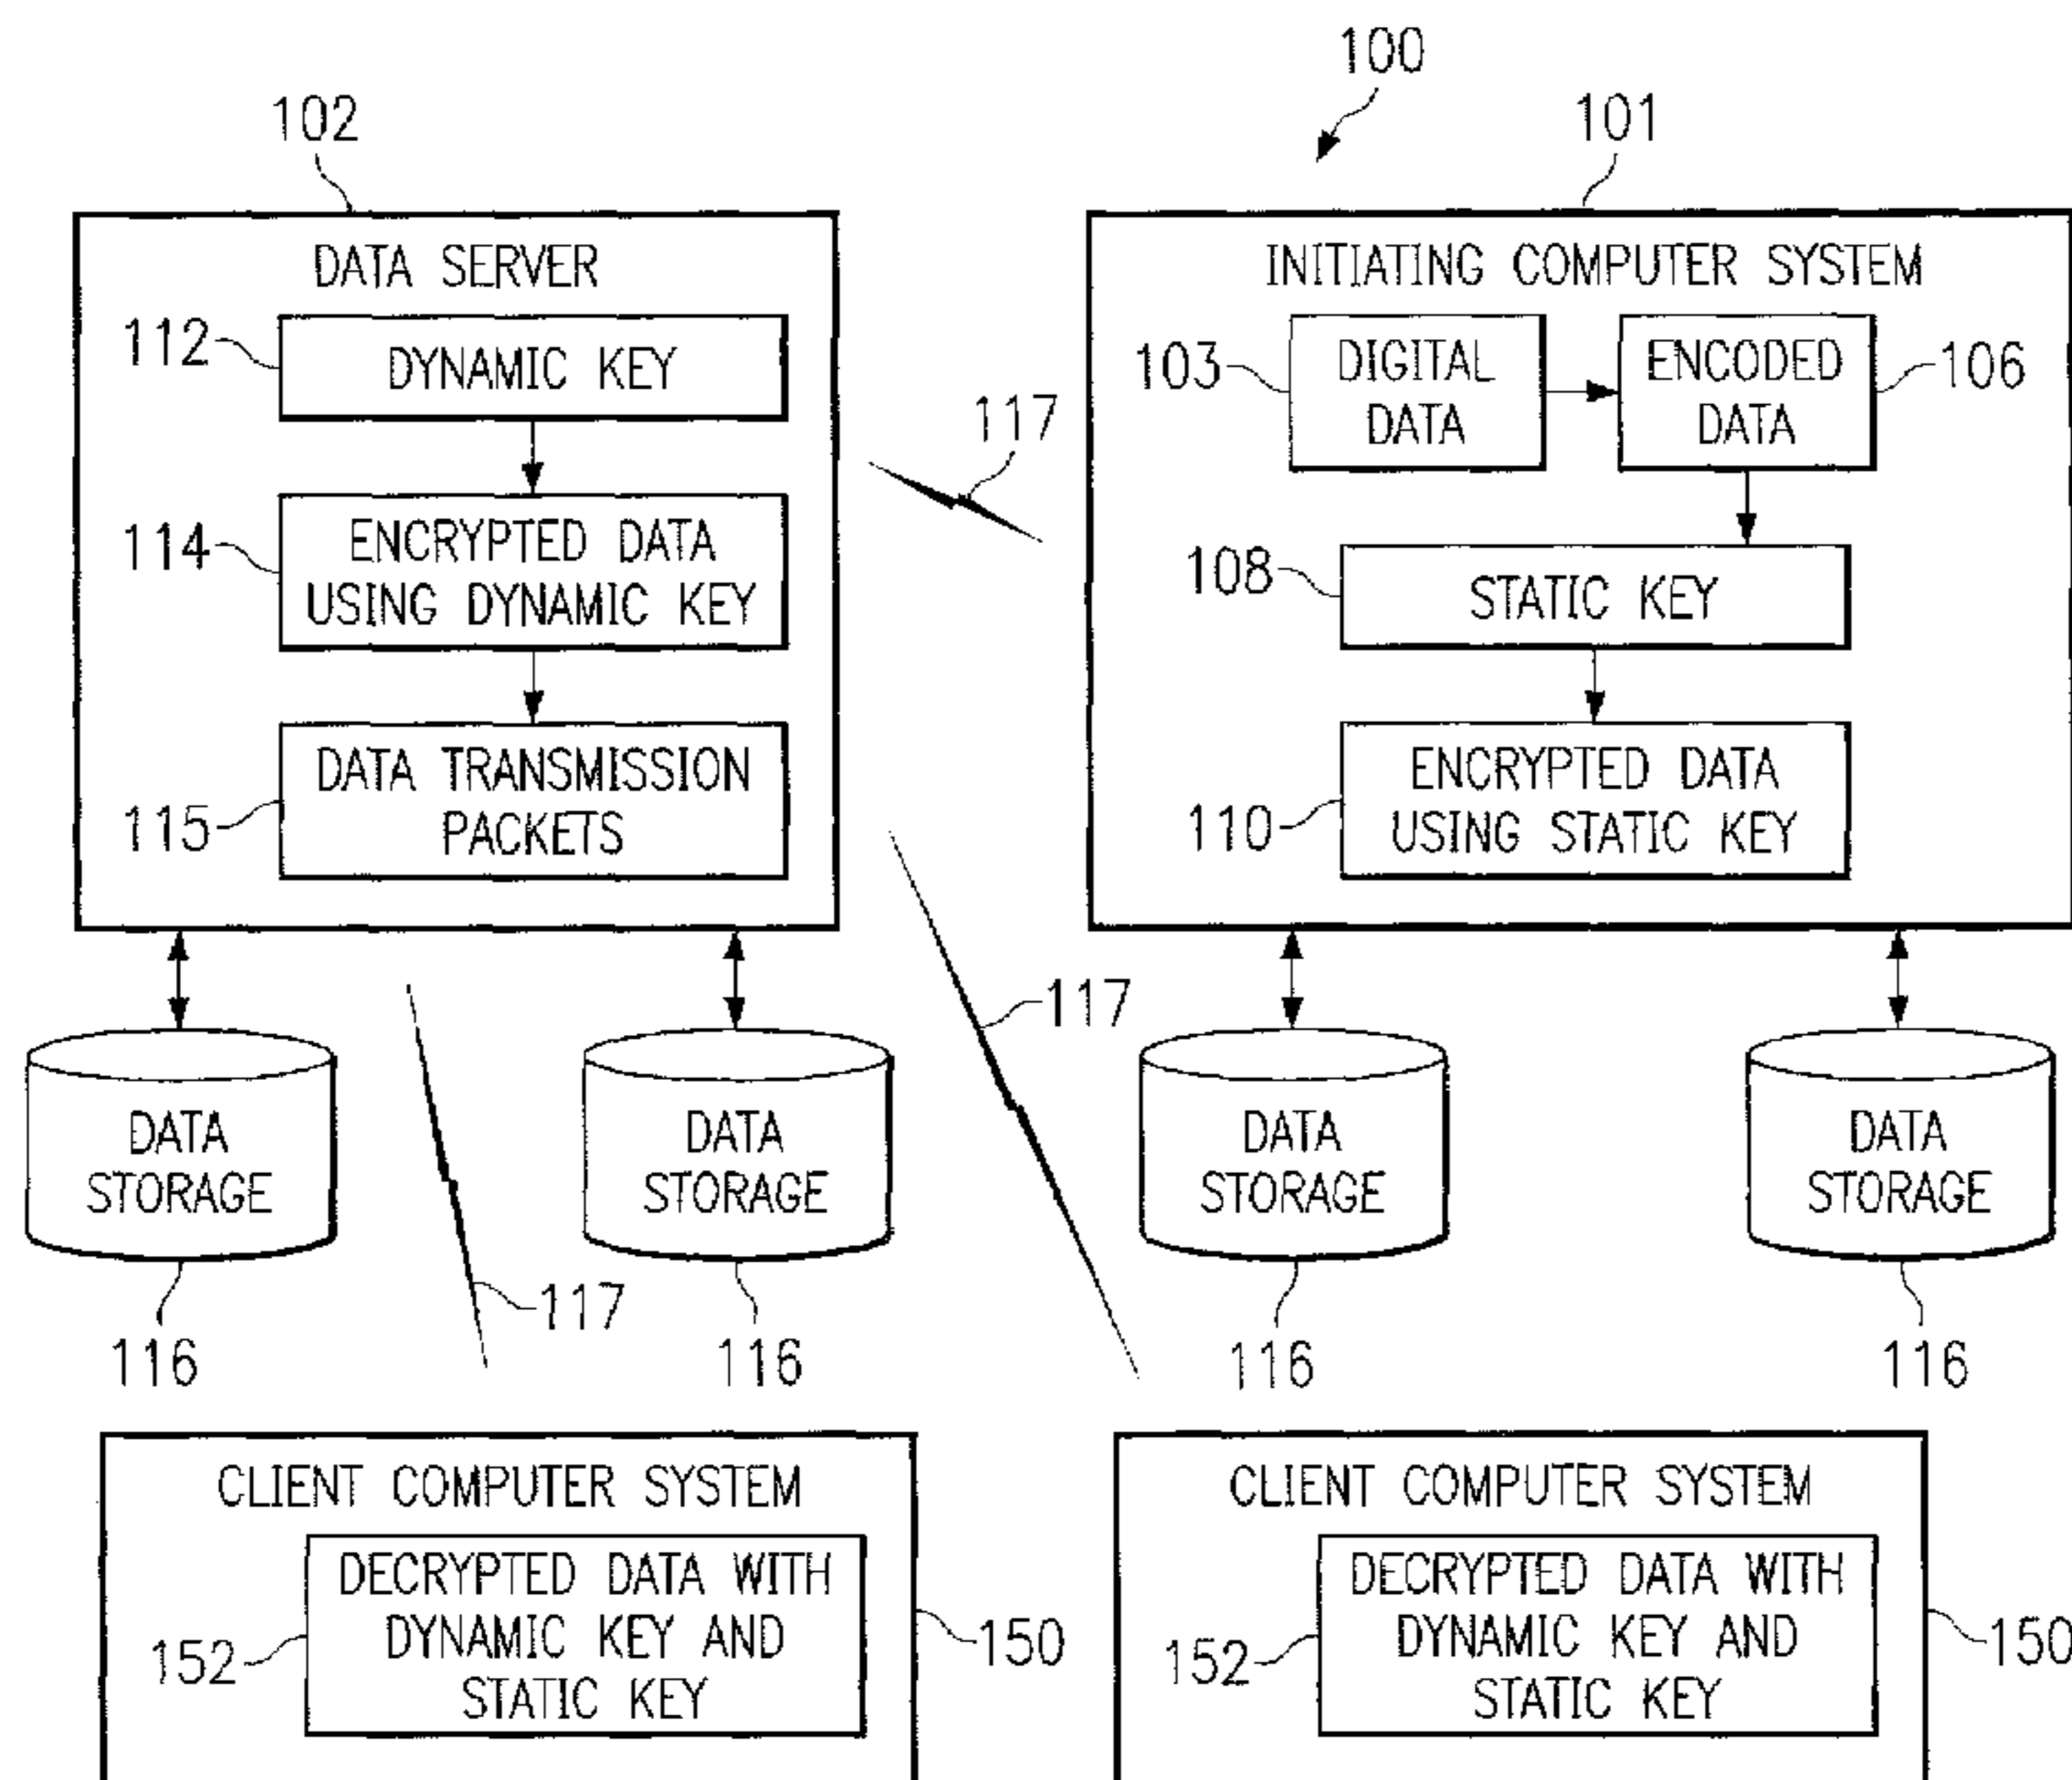 100
102
101
DATA SERVER
112
DYNAMIC KEY
114
ENCRYPTED DATA
USING DYNAMIC KEY
115
DATA TRANSMISSION
PACKETS
117
INITIATING COMPUTER SYSTEM
103
DIGITAL
DATA
ENCODED
DATA
106
108
STATIC KEY
110
ENCRYPTED DATA
USING STATIC KEY
DATA
STORAGE
116
117
DATA
STORAGE
116
117
DATA
STORAGE
116
DATA
STORAGE
116
CLIENT COMPUTER SYSTEM
152
DECRYPTED DATA WITH
DYNAMIC KEY AND
STATIC KEY
150
CLIENT COMPUTER SYSTEM
152
DECRYPTED DATA WITH
DYNAMIC KEY AND
STATIC KEY
150